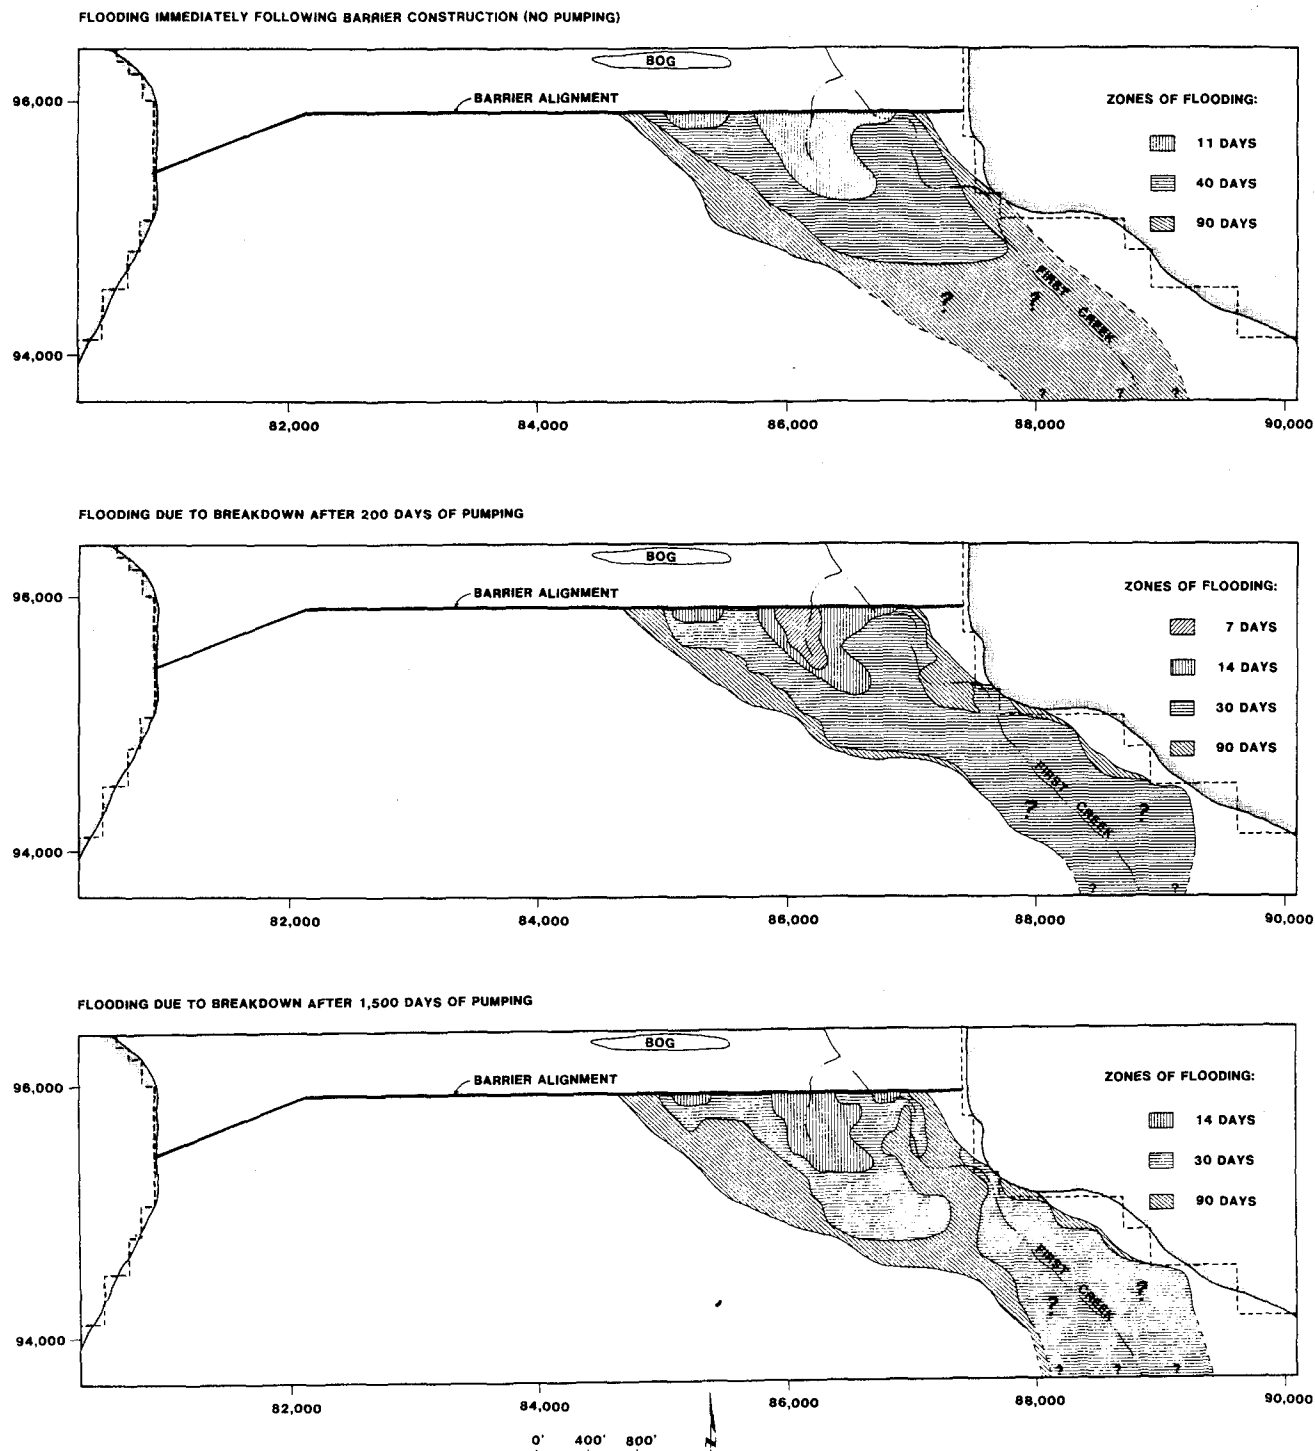 FLOODING IMMEDIATELY FOLLOWING BARRIER CONSTRUCTION (NO PUMPING)
BOG
96,000
BARRIER ALIGNMENT
ZONES OF FLOODING:
11 DAYS
40 DAYS
90 DAYS
FIRST CREEK
? ?
94,000
? ? ?
82,000 84,000 86,000 88,000 90,000
FLOODING DUE TO BREAKDOWN AFTER 200 DAYS OF PUMPING
BOG
96,000
BARRIER ALIGNMENT
ZONES OF FLOODING:
7 DAYS
14 DAYS
30 DAYS
90 DAYS
FIRST CREEK
? ?
94,000
? ?
82,000 84,000 86,000 88,000 90,000
FLOODING DUE TO BREAKDOWN AFTER 1,500 DAYS OF PUMPING
BOG
96,000
BARRIER ALIGNMENT
ZONES OF FLOODING:
14 DAYS
30 DAYS
90 DAYS
FIRST CREEK
? ?
94,000
? ? ?
82,000 84,000 86,000 88,000 90,000
0' 400' 800' N